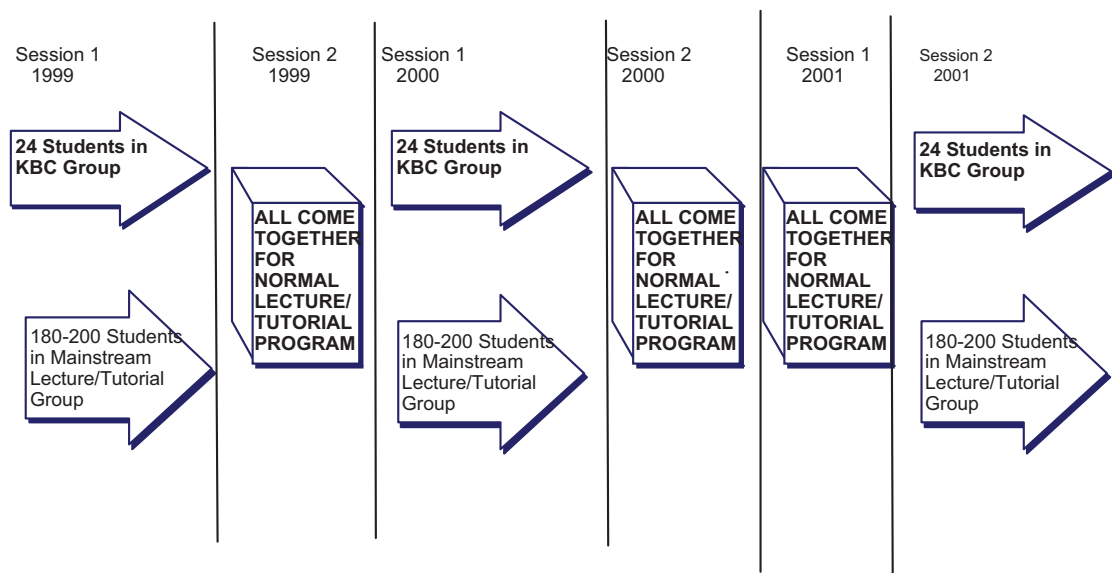 Session 1
1999
Session 2
1999
Session 1
2000
Session 2
2000
Session 1
2001
Session 2
2001
24 Students in
KBC Group
24 Students in
KBC Group
24 Students in
KBC Group
ALL COME
TOGETHER
FOR
NORMAL
LECTURE/
TUTORIAL
PROGRAM
ALL COME
TOGETHER
FOR
NORMAL .
LECTURE/
TUTORIAL
PROGRAM
ALL COME
TOGETHER
FOR
NORMAL
LECTURE/
TUTORIAL
PROGRAM
180-200 Students
in Mainstream
Lecture/Tutorial
Group
180-200 Students
in Mainstream
Lecture/Tutorial
Group
180-200 Students
in Mainstream
Lecture/Tutorial
Group